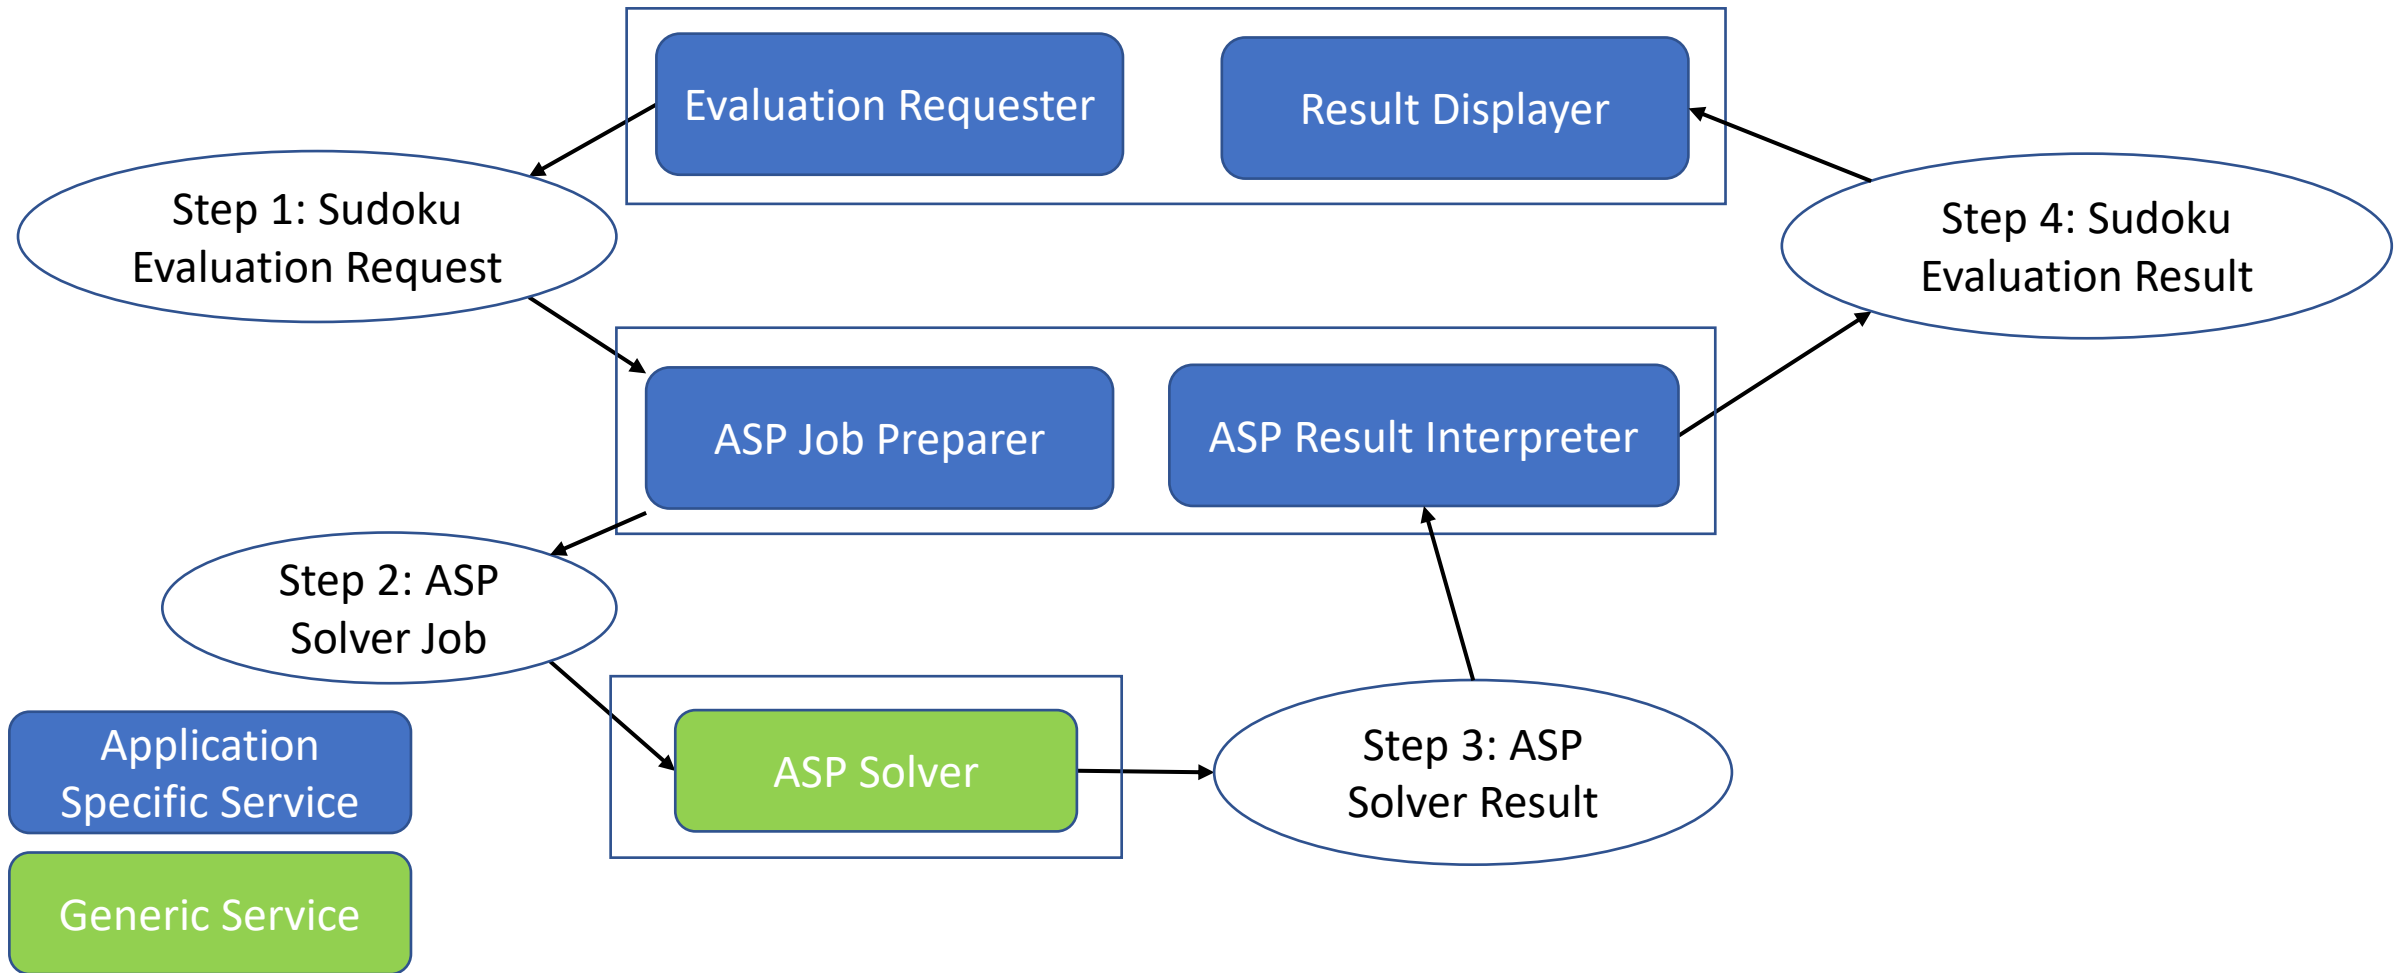 Evaluation Requester
Result Displayer
Step 1: Sudoku
Evaluation Request
Step 4: Sudoku
Evaluation Result
ASP Job Preparer
ASP Result Interpreter
Step 2: ASP
Solver Job
ASP Solver
Step 3: ASP
Solver Result
Application
Specific Service
Generic Service